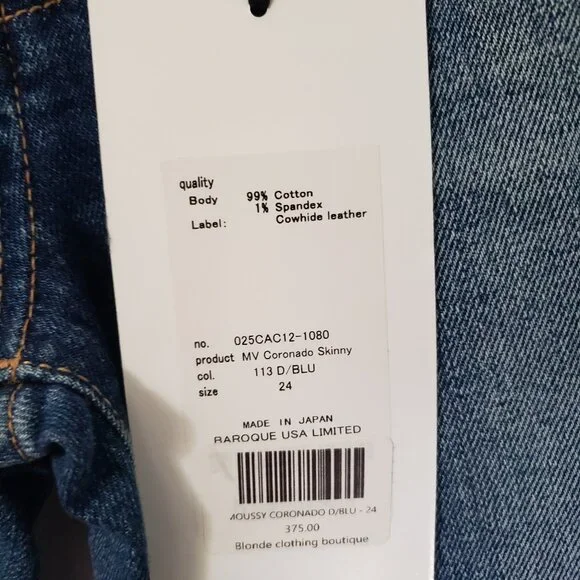 quality
Body 99% Cotton
1% Spandex
Label: Cowhide leather
no. 025CAC12-1080
product MV Coronado Skinny
col. 113 D/BLU
size 24
MADE IN JAPAN
BAROQUE USA LIMITED
MOUSSY CORONADO D/BLU - 24
375.00
Blonde clothing boutique